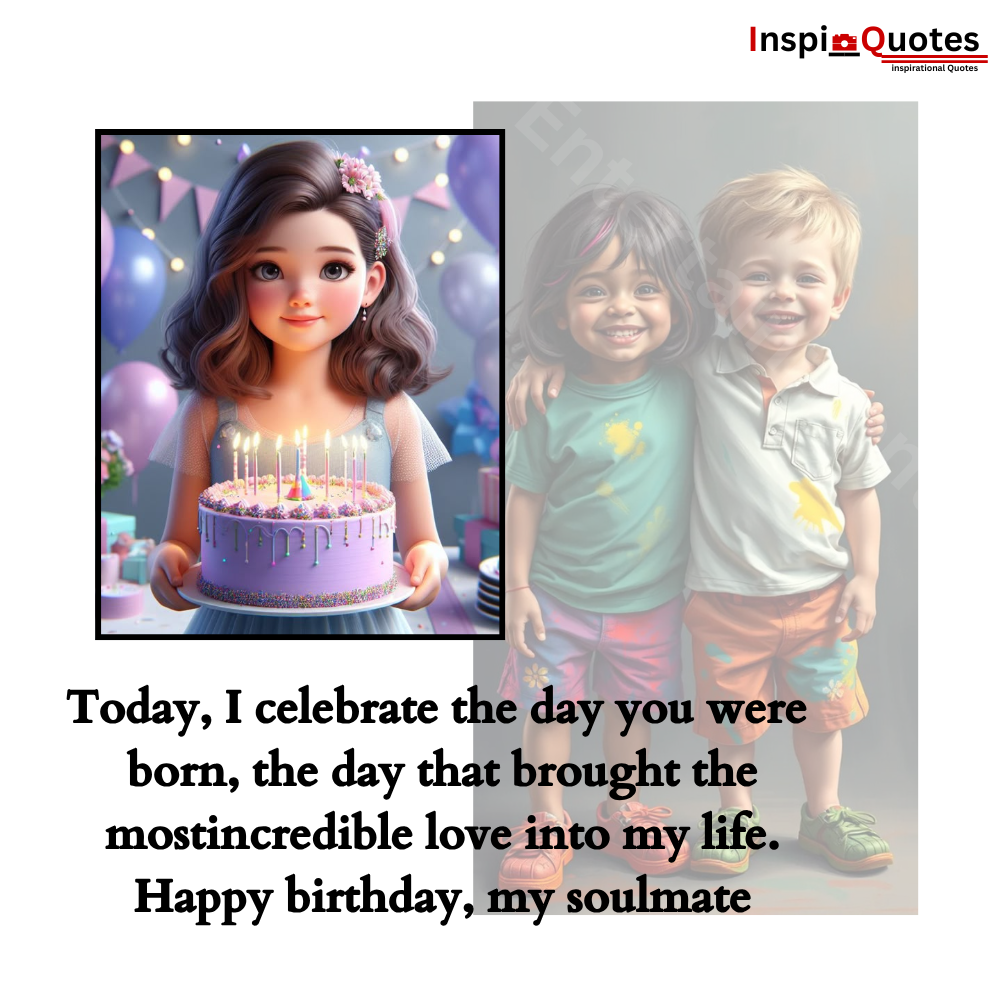 InspiQuotes
inspirational Quotes
Today, I celebrate the day you were
born, the day that brought the
mostincredible love into my life.
Happy birthday, my soulmate